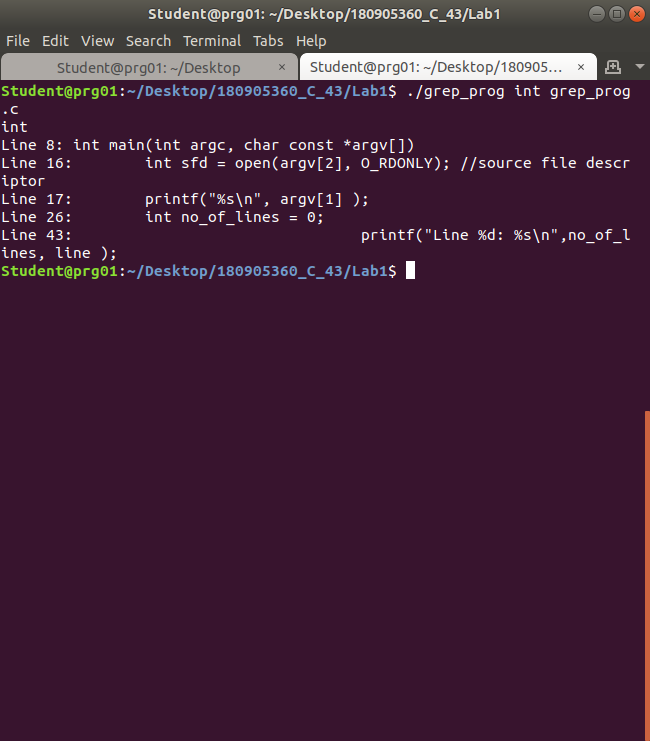 Student@prg01: ~/Desktop/180905360_C_43/Lab1
File Edit View Search Terminal Tabs Help
Student@prg01: ~/Desktop × Student@prg01: ~/Desktop/180905... ×
Student@prg01:~/Desktop/180905360_C_43/Lab1$ ./grep_prog int grep_prog
.c
int
Line 8: int main(int argc, char const *argv[])
Line 16:        int sfd = open(argv[2], O_RDONLY); //source file descr
iptor
Line 17:        printf("%s\n", argv[1] );
Line 26:        int no_of_lines = 0;
Line 43:                                printf("Line %d: %s\n",no_of_l
ines, line );
Student@prg01:~/Desktop/180905360_C_43/Lab1$